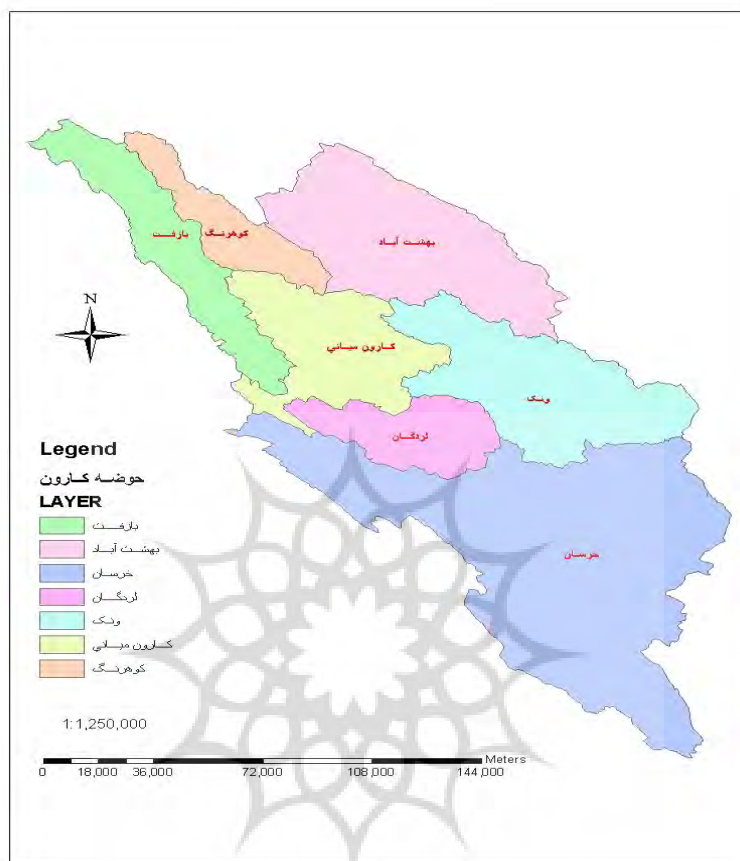 بهشت آباد
کوهرنگ
بازفت
N
کارون میانی
ونک
لردگان
خرسان
Legend
حوضه کارون
LAYER
بازفت
بهشت آباد
خرسان
لردگان
ونک
کارون میانی
کوهرنگ
1:1,250,000
Meters
0 18,000 36,000 72,000 108,000 144,000